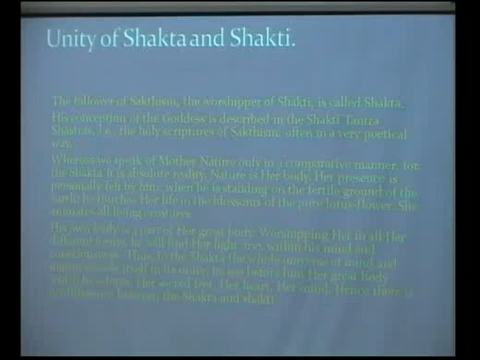 Unity of Shakta and Shakti.
The follower of Sakthism, the worshipper of Shakti, is called Shakta.
His conception of the Goddess is described in the Shakti Tantra
Shastras, i.e., the holy scriptures of Sakthism, often in a very poetical
way.
Whereas we speak of Mother Nature only in a comparative manner, for
the Shakta it is absolute reality. Nature is Her body. Her presence is
personally felt by him, when he is standing on the fertile ground of the
earth; he touches Her life in the blossoms of the pure lotus-flower. She
animates all living creatures.
His own body is a part of Her great body. Worshipping Her in all Her
different forms, he will find Her light, too, within his mind and
consciousness. Thus, to the Shakta the whole universe of mind and
matter reveals itself in its unity; he sees before him Her great body
which he adores; Her sacred feet, Her heart, Her mind. Hence there is
between the Shakta and shakti.